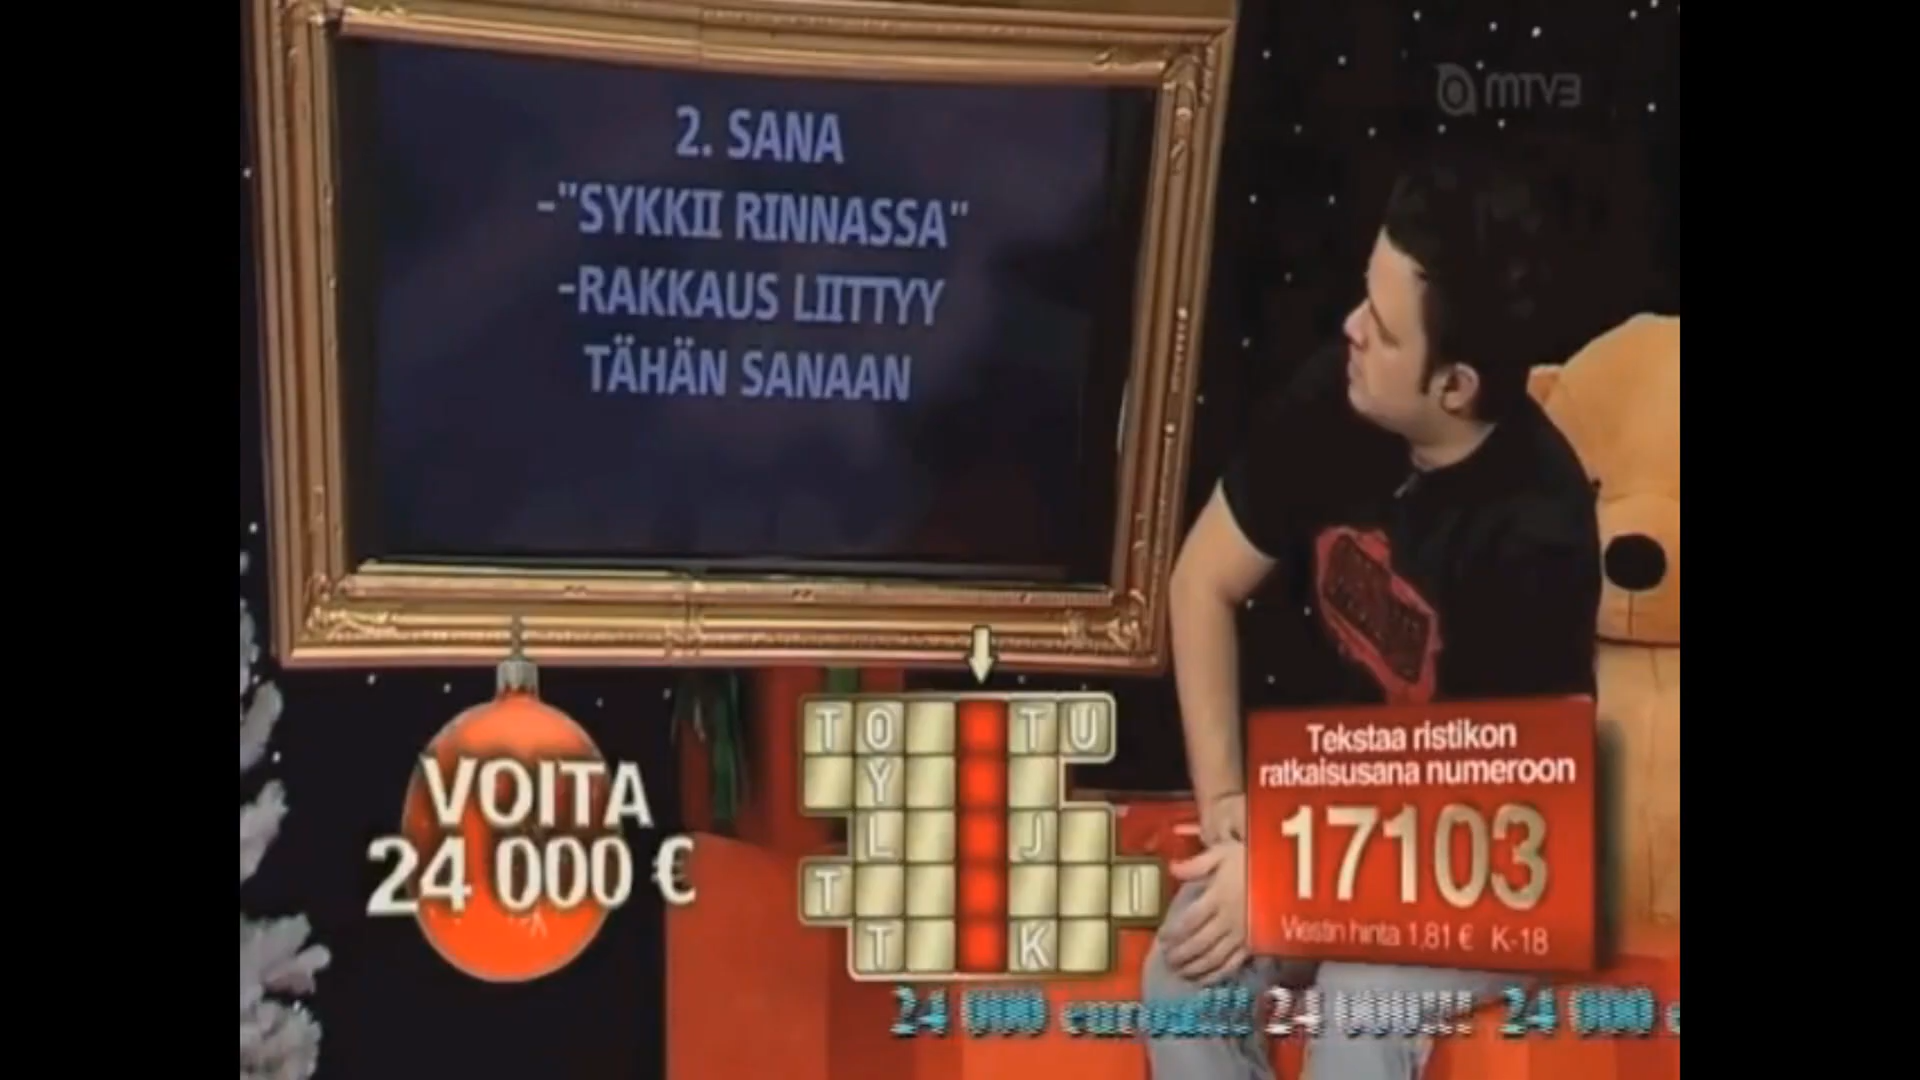 MTV3
2. SANA
-"SYKKII RINNASSA"
-RAKKAUS LIITTYY
TÄHÄN SANAAN
VOITA
24 000 €
T O T U
Y
L J
T I
T K
Tekstaa ristikon
ratkaisusana numeroon
17103
Viestin hinta 1,81 € K-18
24 000 euroa!!! 24 000!!! 24 000 e